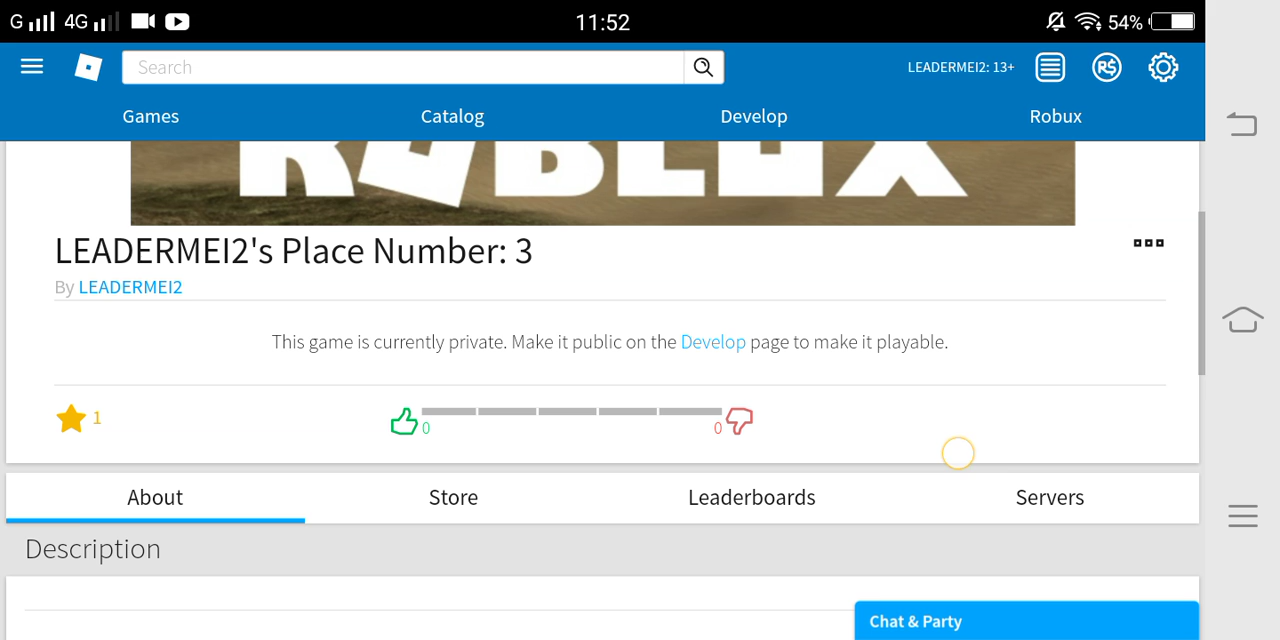 G 4G 11:52 54%
Search LEADERMEI2: 13+ R$
Games Catalog Develop Robux
ROBLOX
LEADERMEI2's Place Number: 3
By LEADERMEI2
This game is currently private. Make it public on the Develop page to make it playable.
1 0 0
About Store Leaderboards Servers
Description
Chat & Party